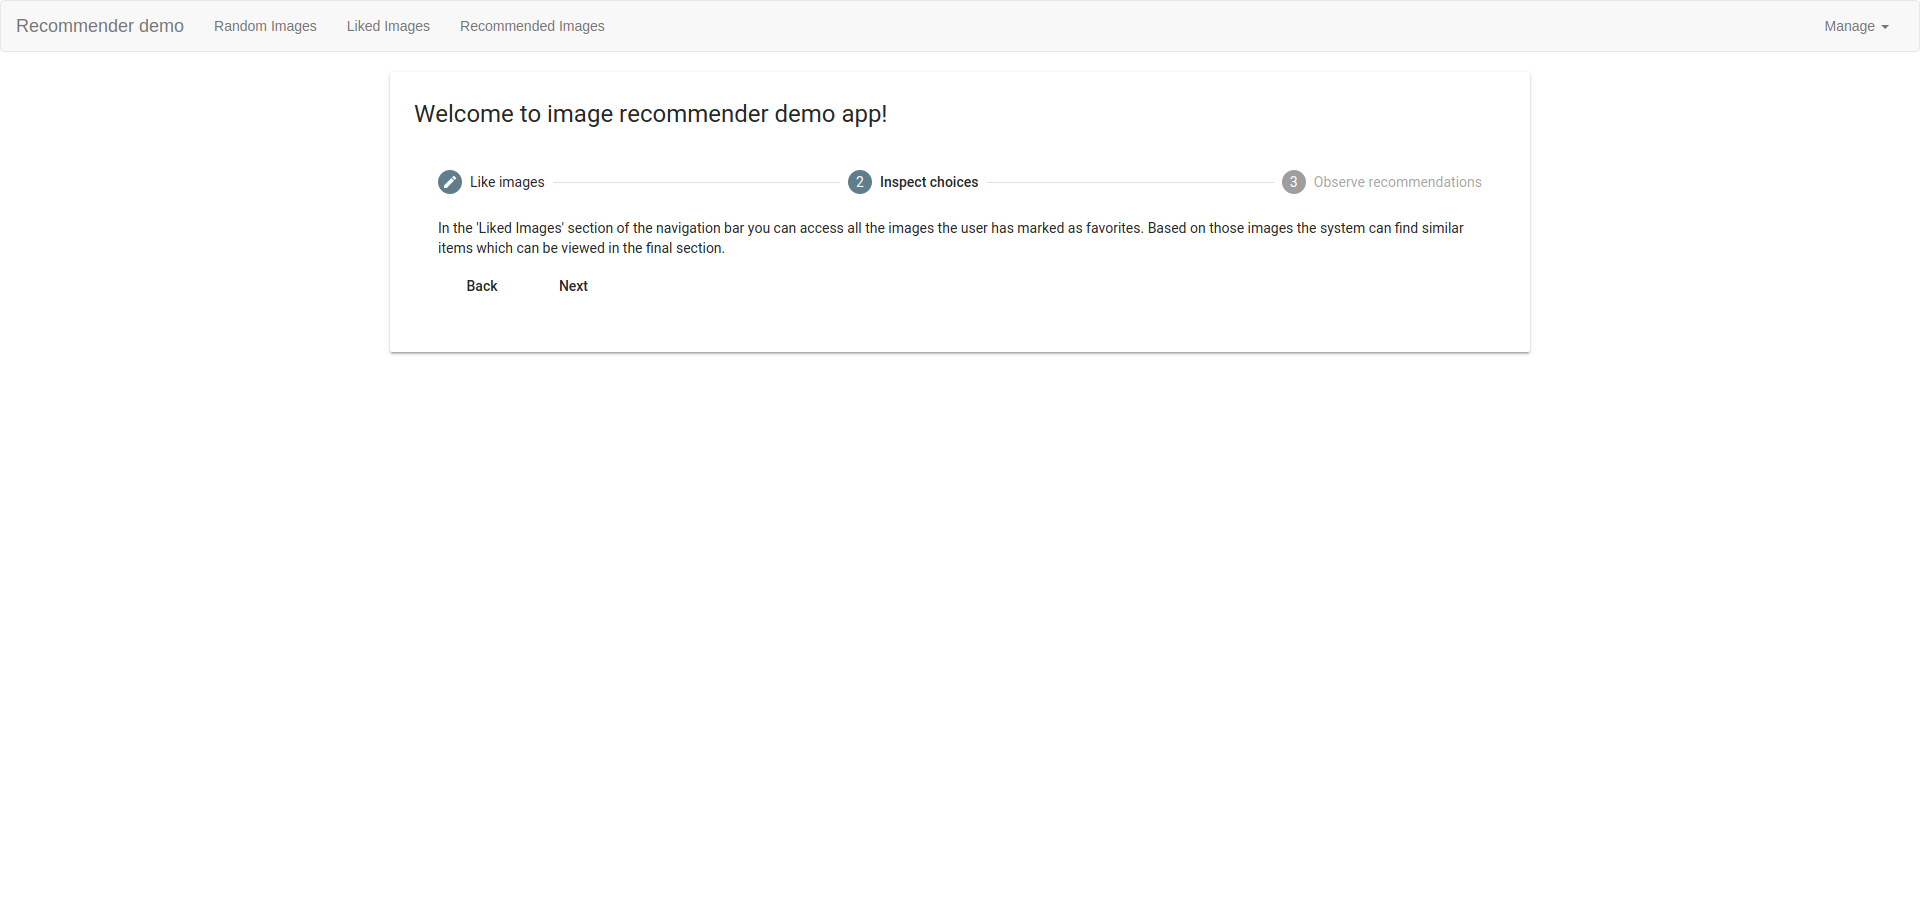 Recommender demo Random Images Liked Images Recommended Images Manage
Welcome to image recommender demo app!
Like images 2 Inspect choices 3 Observe recommendations
In the 'Liked Images' section of the navigation bar you can access all the images the user has marked as favorites. Based on those images the system can find similar
items which can be viewed in the final section.
Back Next